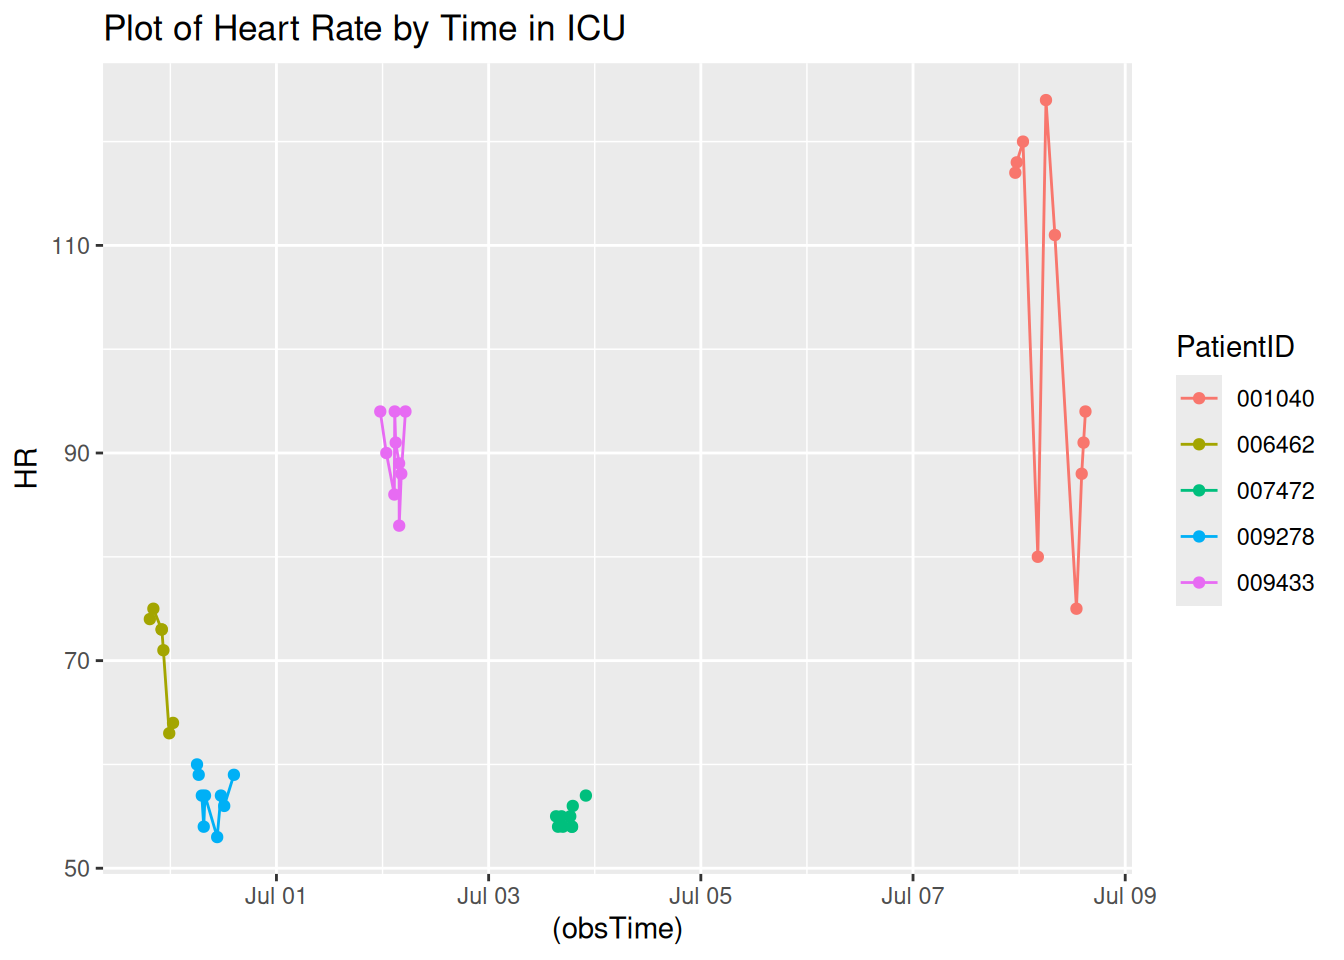 Plot of Heart Rate by Time in ICU
110
90
70
50
HR
Jul 01
Jul 03
Jul 05
Jul 07
Jul 09
(obsTime)
PatientID
001040
006462
007472
009278
009433